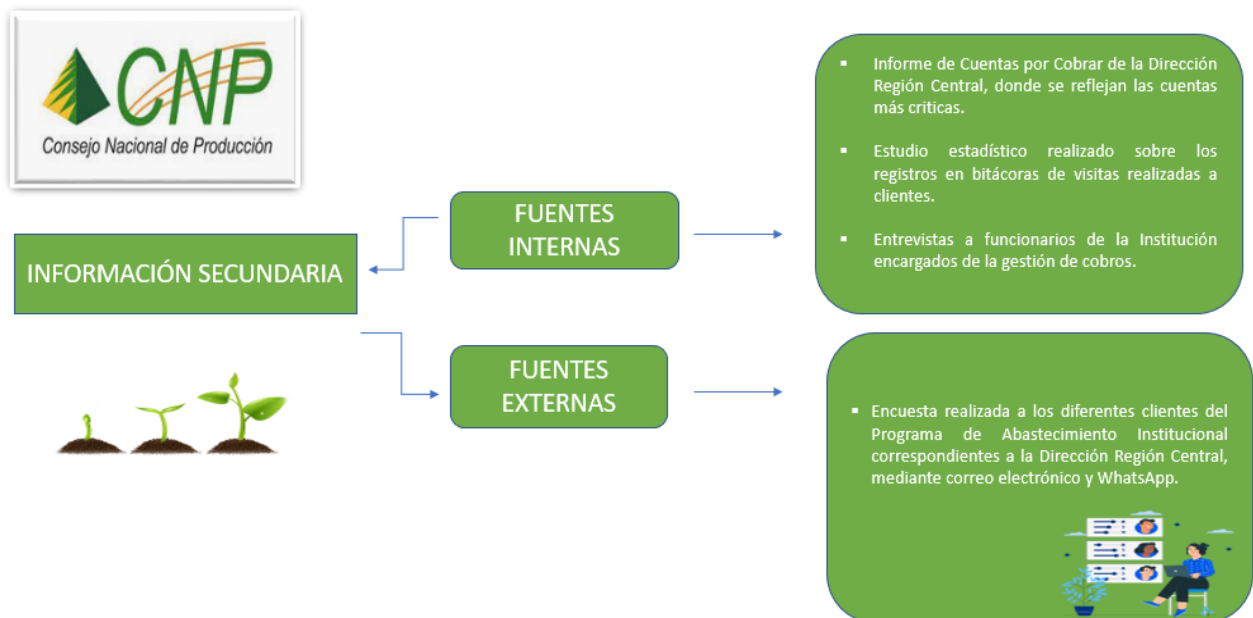 CNP
Consejo Nacional de Producción
INFORMACIÓN SECUNDARIA
FUENTES
INTERNAS
▪ Informe de Cuentas por Cobrar de la Dirección
Región Central, donde se reflejan las cuentas
más criticas.
▪ Estudio estadístico realizado sobre los
registros en bitácoras de visitas realizadas a
clientes.
▪ Entrevistas a funcionarios de la Institución
encargados de la gestión de cobros.
FUENTES
EXTERNAS
▪ Encuesta realizada a los diferentes clientes del
Programa de Abastecimiento Institucional
correspondientes a la Dirección Región Central,
mediante correo electrónico y WhatsApp.